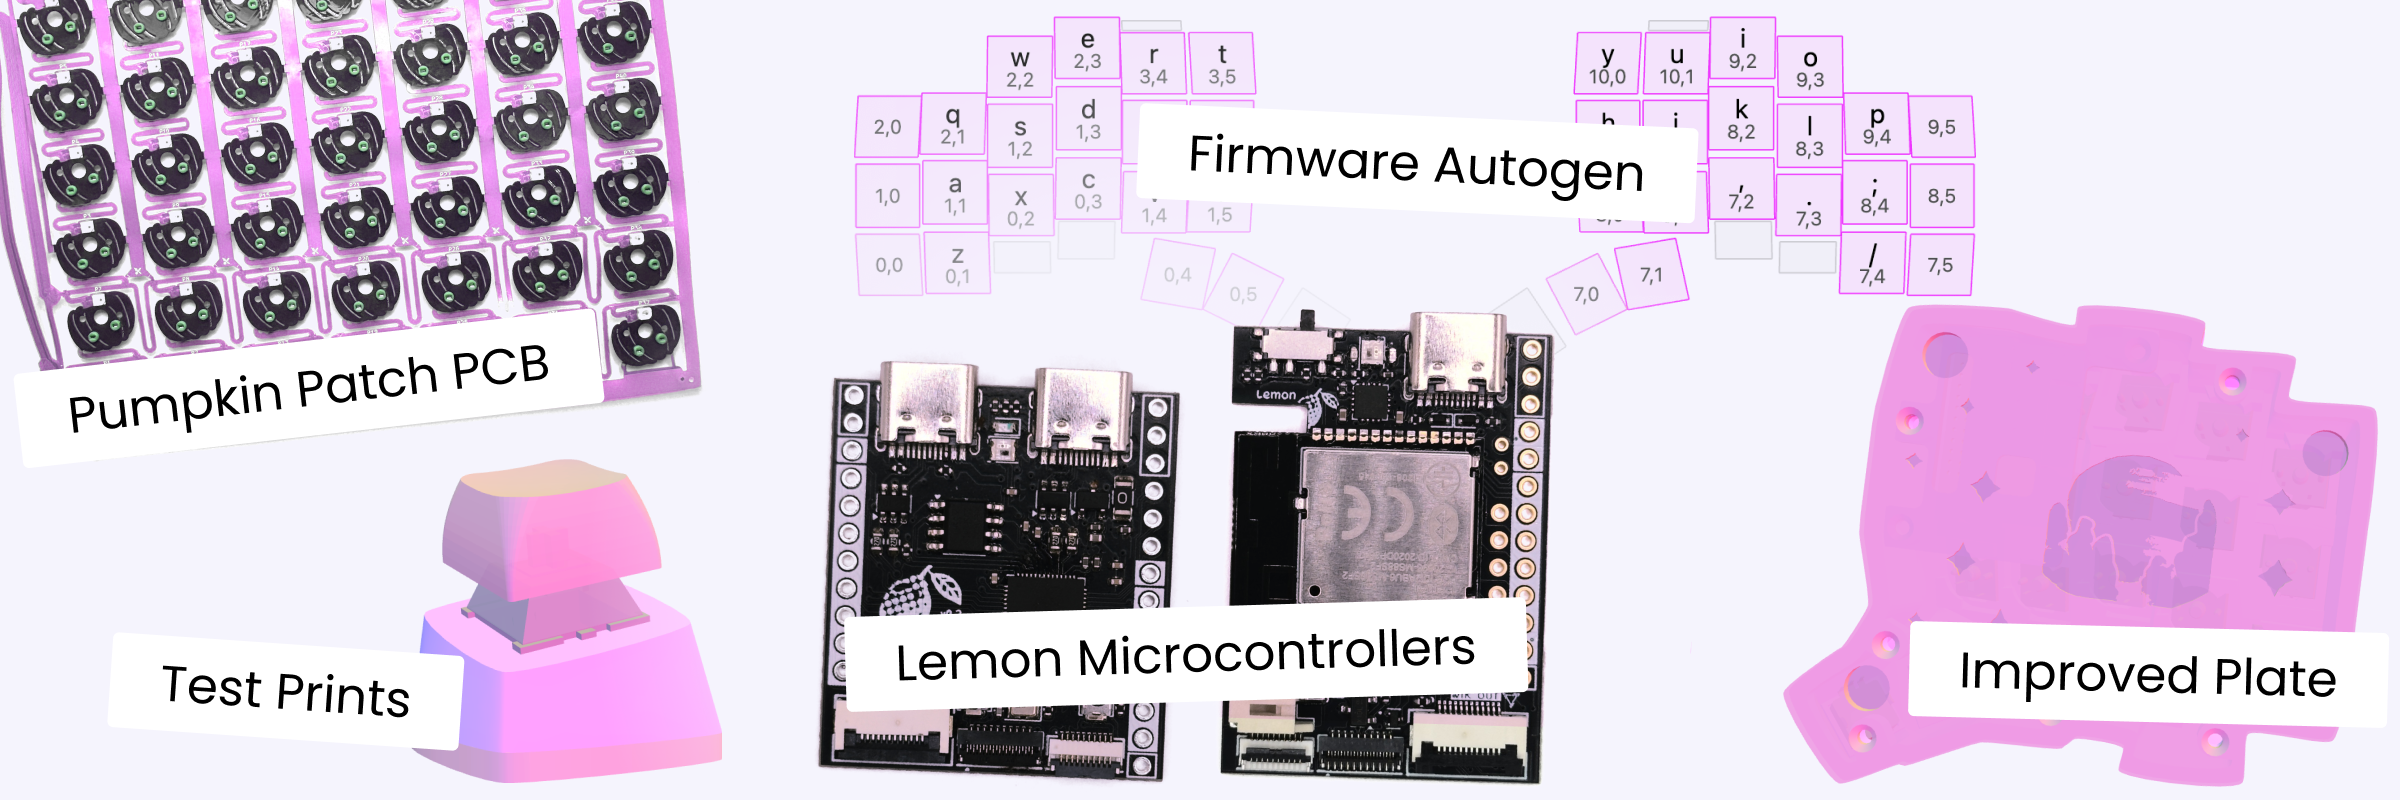 Pumpkin Patch PCB
Test Prints
w
2,2
e
2,3
r
3,4
t
3,5
2,0
q
2,1
s
1,2
d
1,3
1,0
a
1,1
x
0,2
c
0,3
1,4
1,5
0,0
z
0,1
0,4
0,5
Firmware Autogen
y
10,0
u
10,1
i
9,2
o
9,3
k
8,2
l
8,3
p
9,4
9,5
,
7,2
.
7,3
;
8,4
8,5
/
7,4
7,5
7,0
7,1
Lemon
CE
Lemon Microcontrollers
Improved Plate